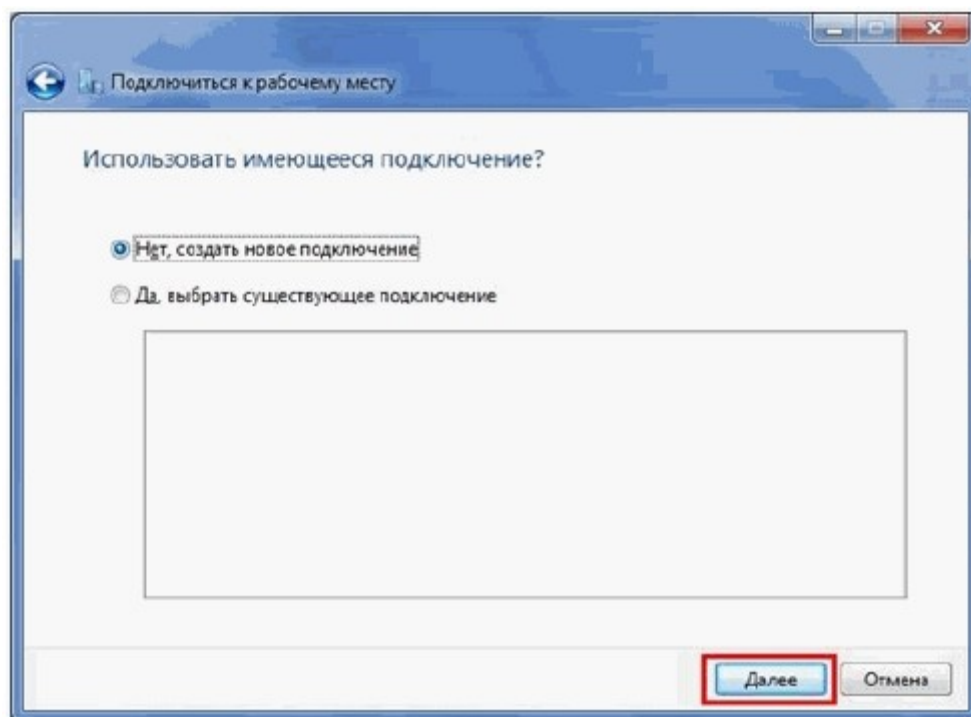 Подключиться к рабочему месту
Использовать имеющееся подключение?
Нет, создать новое подключение
Да, выбрать существующее подключение
Далее
Отмена